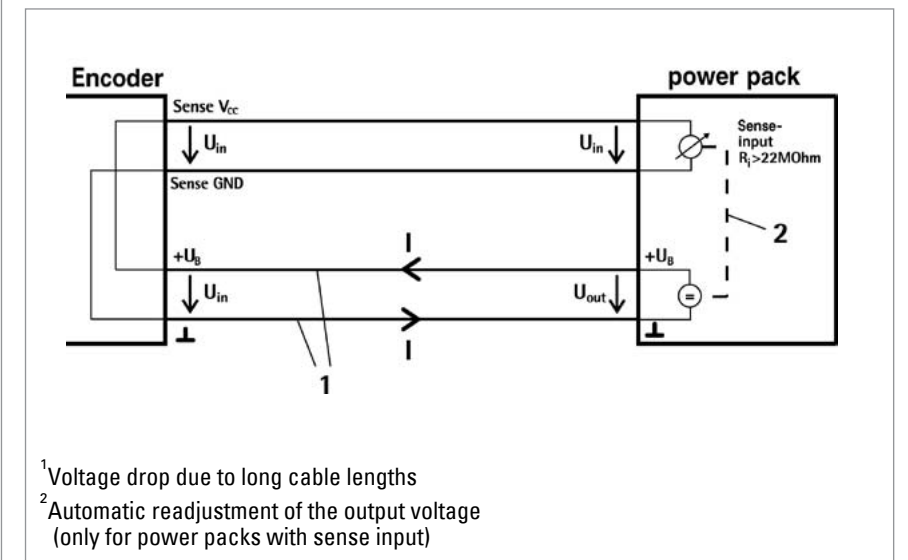 Encoder
power pack
Sense Vcc
Uin
Uin
Sense-
input
Ri>22MOhm
Sense GND
2
I
+UB
+UB
Uin
Uout
=
I
1
1Voltage drop due to long cable lengths
2Automatic readjustment of the output voltage
(only for power packs with sense input)